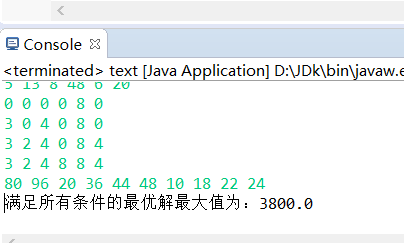 Console
<terminated> text [Java Application] D:\JDk\bin\javaw.e
5 13 8 48 6 20
0 0 0 0 8 0
3 0 4 0 8 0
3 2 4 0 8 4
3 2 4 8 8 4
80 96 20 36 44 48 10 18 22 24
满足所有条件的最优解最大值为：3800.0